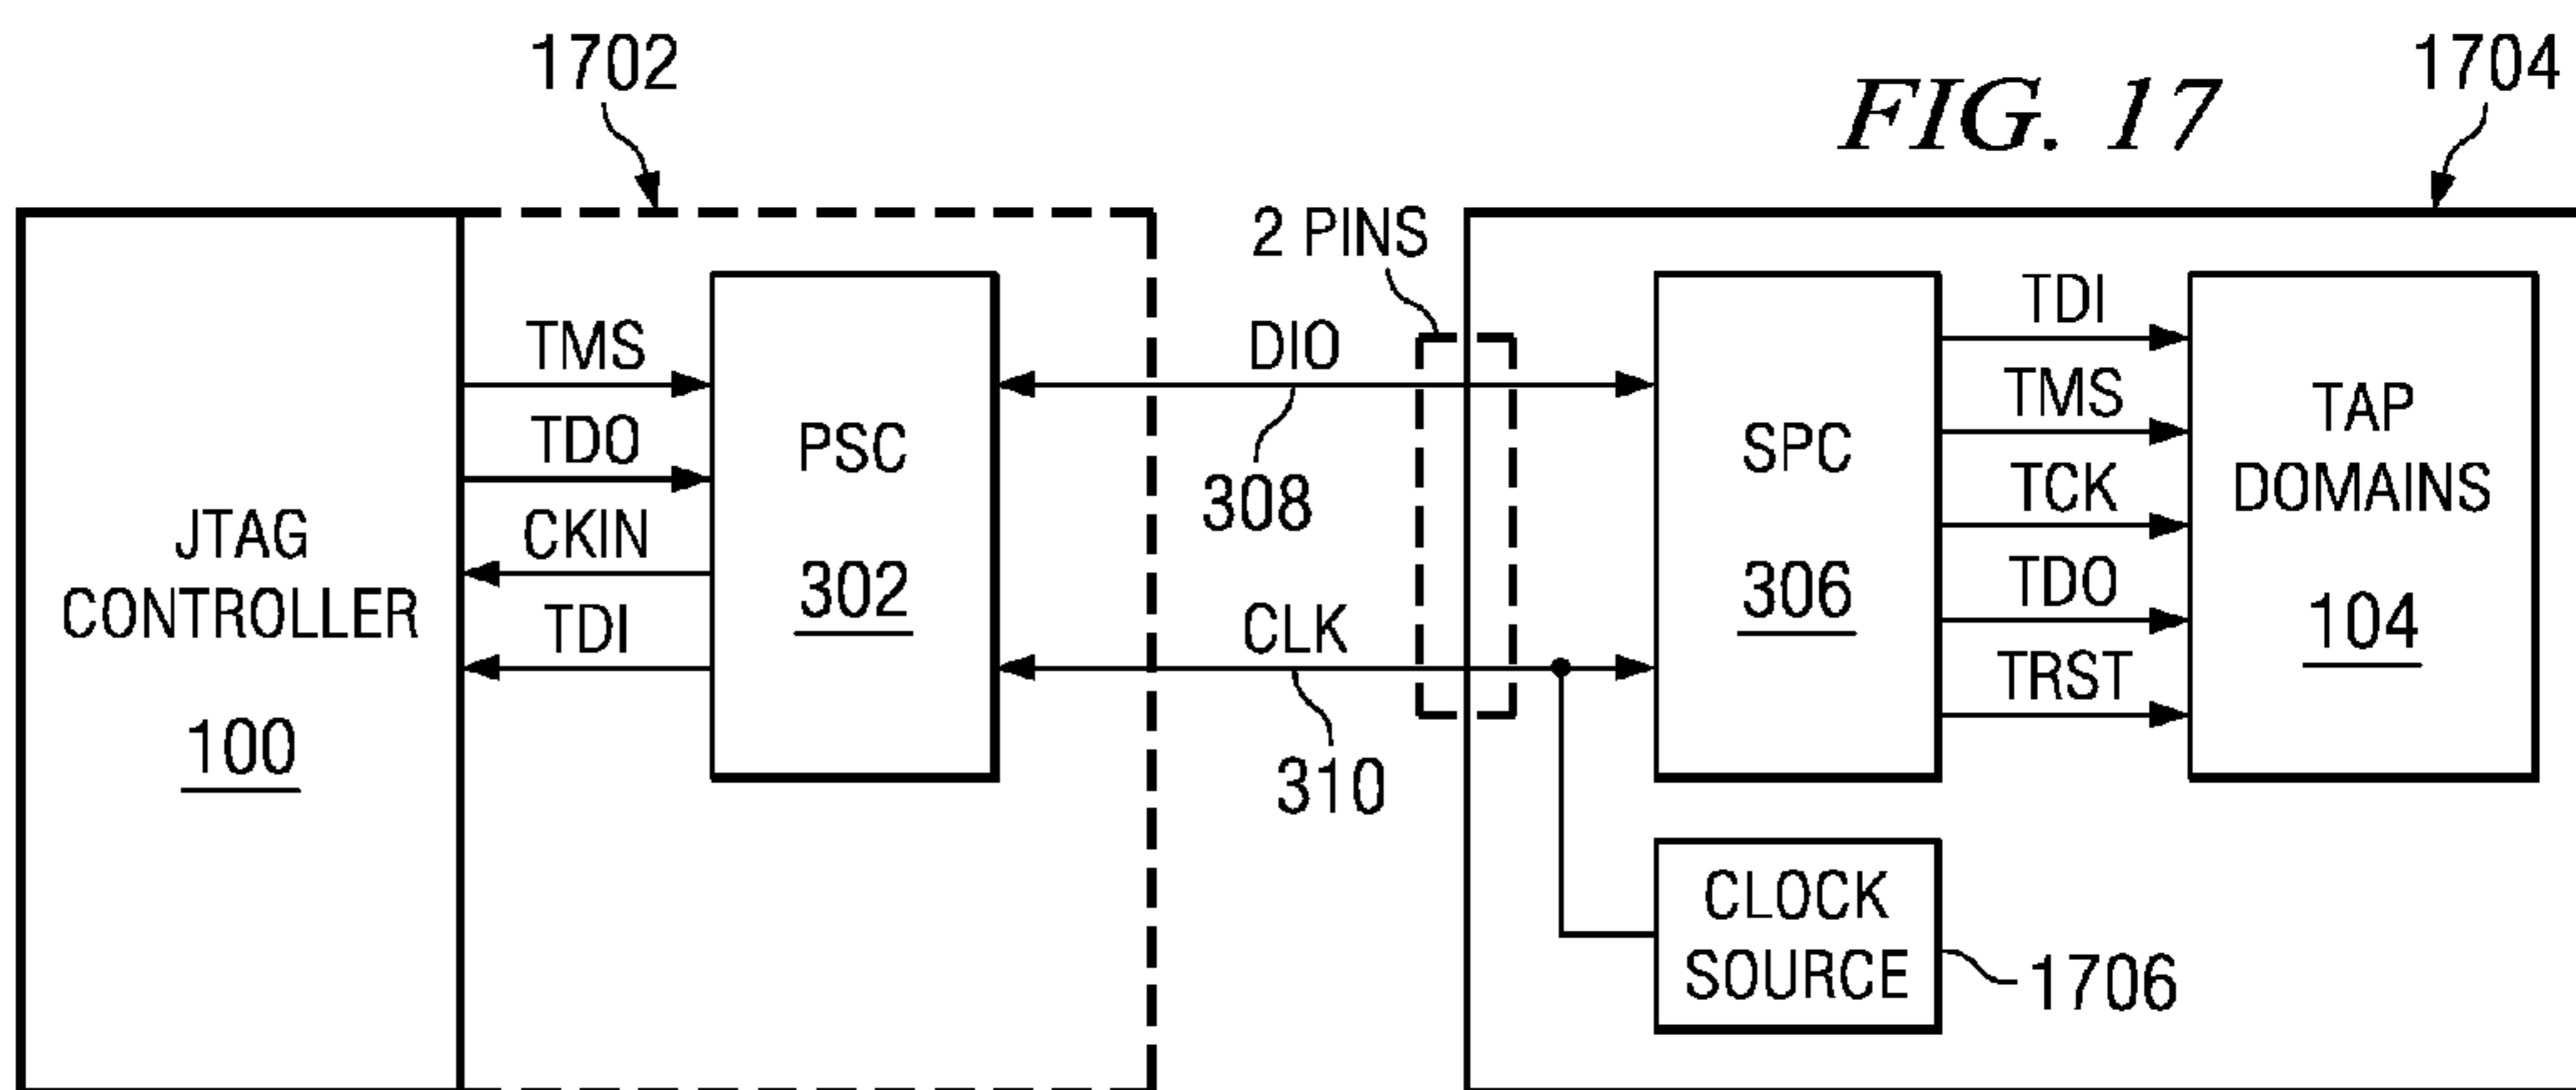 1702
FIG. 17
1704
2 PINS
JTAG
CONTROLLER
100
TMS
TDO
CKIN
TDI
PSC
302
DIO
308
CLK
310
SPC
306
TDI
TMS
TCK
TDO
TRST
TAP
DOMAINS
104
CLOCK
SOURCE
1706